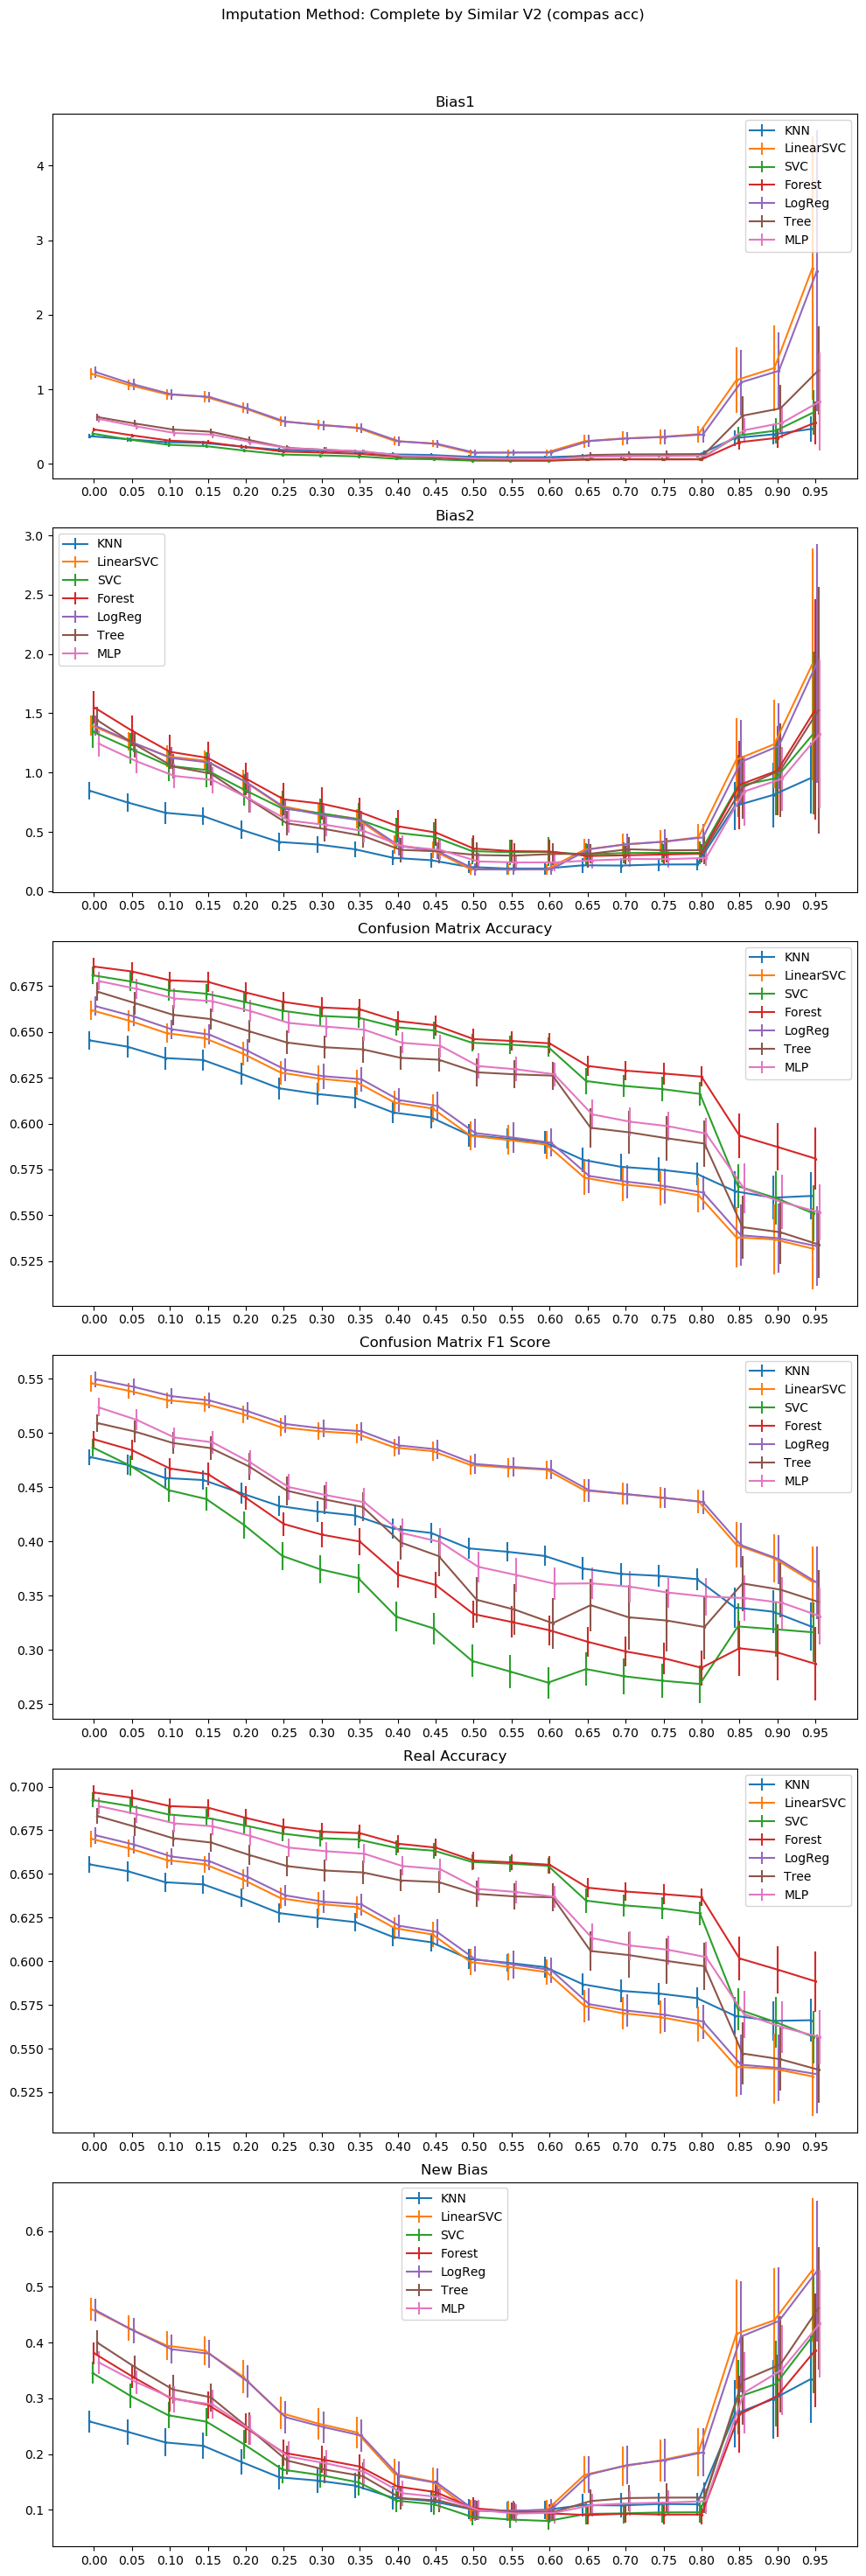 Imputation Method: Complete by Similar V2 (compas acc)
Bias1
KNN
LinearSVC
SVC
Forest
LogReg
Tree
MLP
4
3
2
1
0
0.00 0.05 0.10 0.15 0.20 0.25 0.30 0.35 0.40 0.45 0.50 0.55 0.60 0.65 0.70 0.75 0.80 0.85 0.90 0.95
Bias2
KNN
LinearSVC
SVC
Forest
LogReg
Tree
MLP
3.0
2.5
2.0
1.5
1.0
0.5
0.0
0.00 0.05 0.10 0.15 0.20 0.25 0.30 0.35 0.40 0.45 0.50 0.55 0.60 0.65 0.70 0.75 0.80 0.85 0.90 0.95
Confusion Matrix Accuracy
KNN
LinearSVC
SVC
Forest
LogReg
Tree
MLP
0.675
0.650
0.625
0.600
0.575
0.550
0.525
0.00 0.05 0.10 0.15 0.20 0.25 0.30 0.35 0.40 0.45 0.50 0.55 0.60 0.65 0.70 0.75 0.80 0.85 0.90 0.95
Confusion Matrix F1 Score
KNN
LinearSVC
SVC
Forest
LogReg
Tree
MLP
0.55
0.50
0.45
0.40
0.35
0.30
0.25
0.00 0.05 0.10 0.15 0.20 0.25 0.30 0.35 0.40 0.45 0.50 0.55 0.60 0.65 0.70 0.75 0.80 0.85 0.90 0.95
Real Accuracy
KNN
LinearSVC
SVC
Forest
LogReg
Tree
MLP
0.700
0.675
0.650
0.625
0.600
0.575
0.550
0.525
0.00 0.05 0.10 0.15 0.20 0.25 0.30 0.35 0.40 0.45 0.50 0.55 0.60 0.65 0.70 0.75 0.80 0.85 0.90 0.95
New Bias
KNN
LinearSVC
SVC
Forest
LogReg
Tree
MLP
0.6
0.5
0.4
0.3
0.2
0.1
0.00 0.05 0.10 0.15 0.20 0.25 0.30 0.35 0.40 0.45 0.50 0.55 0.60 0.65 0.70 0.75 0.80 0.85 0.90 0.95